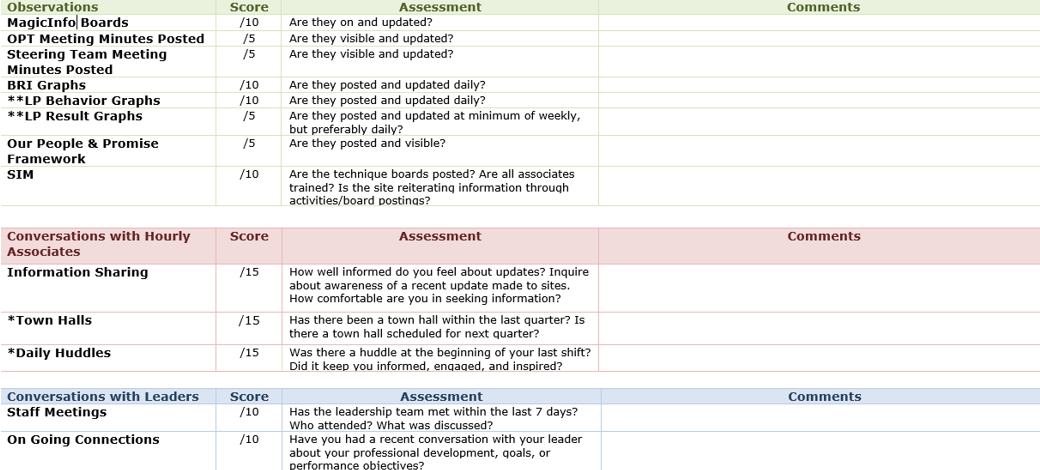 Observations Score Assessment Comments
MagicInfo Boards /10 Are they on and updated?
OPT Meeting Minutes Posted /5 Are they visible and updated?
Steering Team Meeting /5 Are they visible and updated?
Minutes Posted
BRI Graphs /10 Are they posted and updated daily?
**LP Behavior Graphs /10 Are they posted and updated daily?
**LP Result Graphs /5 Are they posted and updated at minimum of weekly,
but preferably daily?
Our People & Promise /5 Are they posted and visible?
Framework
SIM /10 Are the technique boards posted? Are all associates
trained? Is the site reiterating information through
activities/board postings?
Conversations with Hourly Score Assessment Comments
Associates
Information Sharing /15 How well informed do you feel about updates? Inquire
about awareness of a recent update made to sites.
How comfortable are you in seeking information?
*Town Halls /15 Has there been a town hall within the last quarter? Is
there a town hall scheduled for next quarter?
*Daily Huddles /15 Was there a huddle at the beginning of your last shift?
Did it keep you informed, engaged, and inspired?
Conversations with Leaders Score Assessment Comments
Staff Meetings /10 Has the leadership team met within the last 7 days?
Who attended? What was discussed?
On Going Connections /10 Have you had a recent conversation with your leader
about your professional development, goals, or
performance objectives?